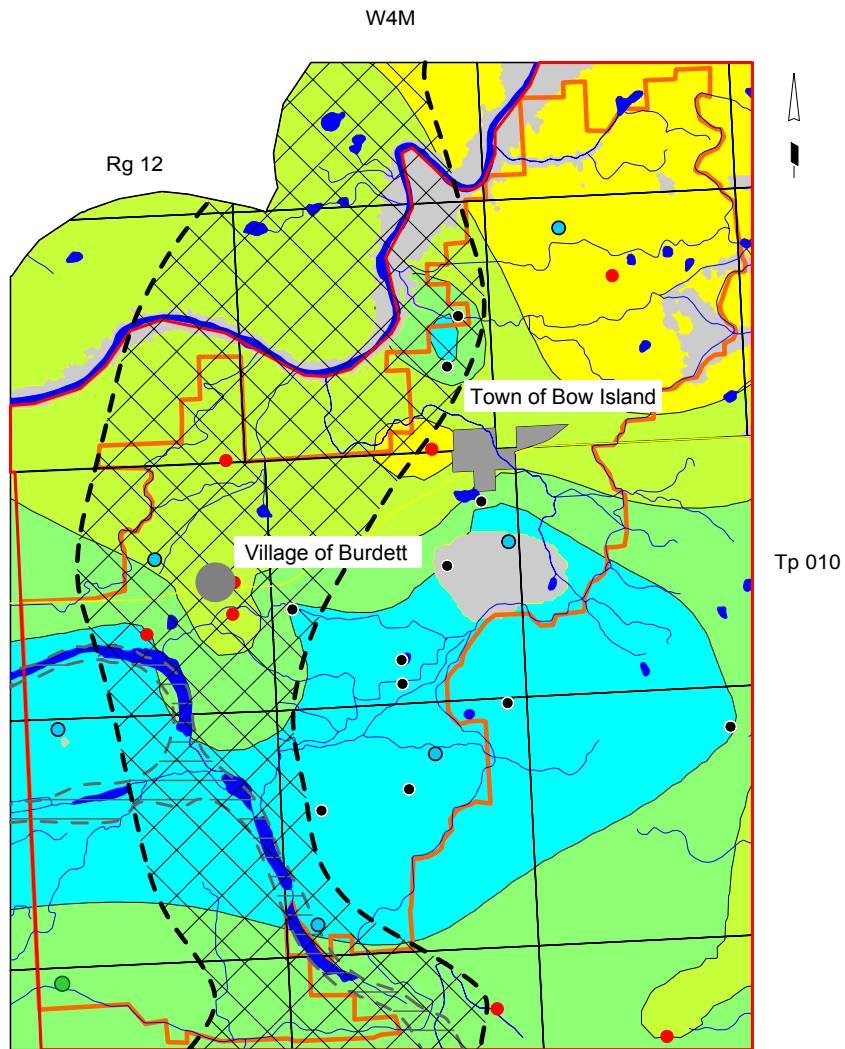 W4M
Rg 12
Town of Bow Island
Village of Burdett
Tp 010